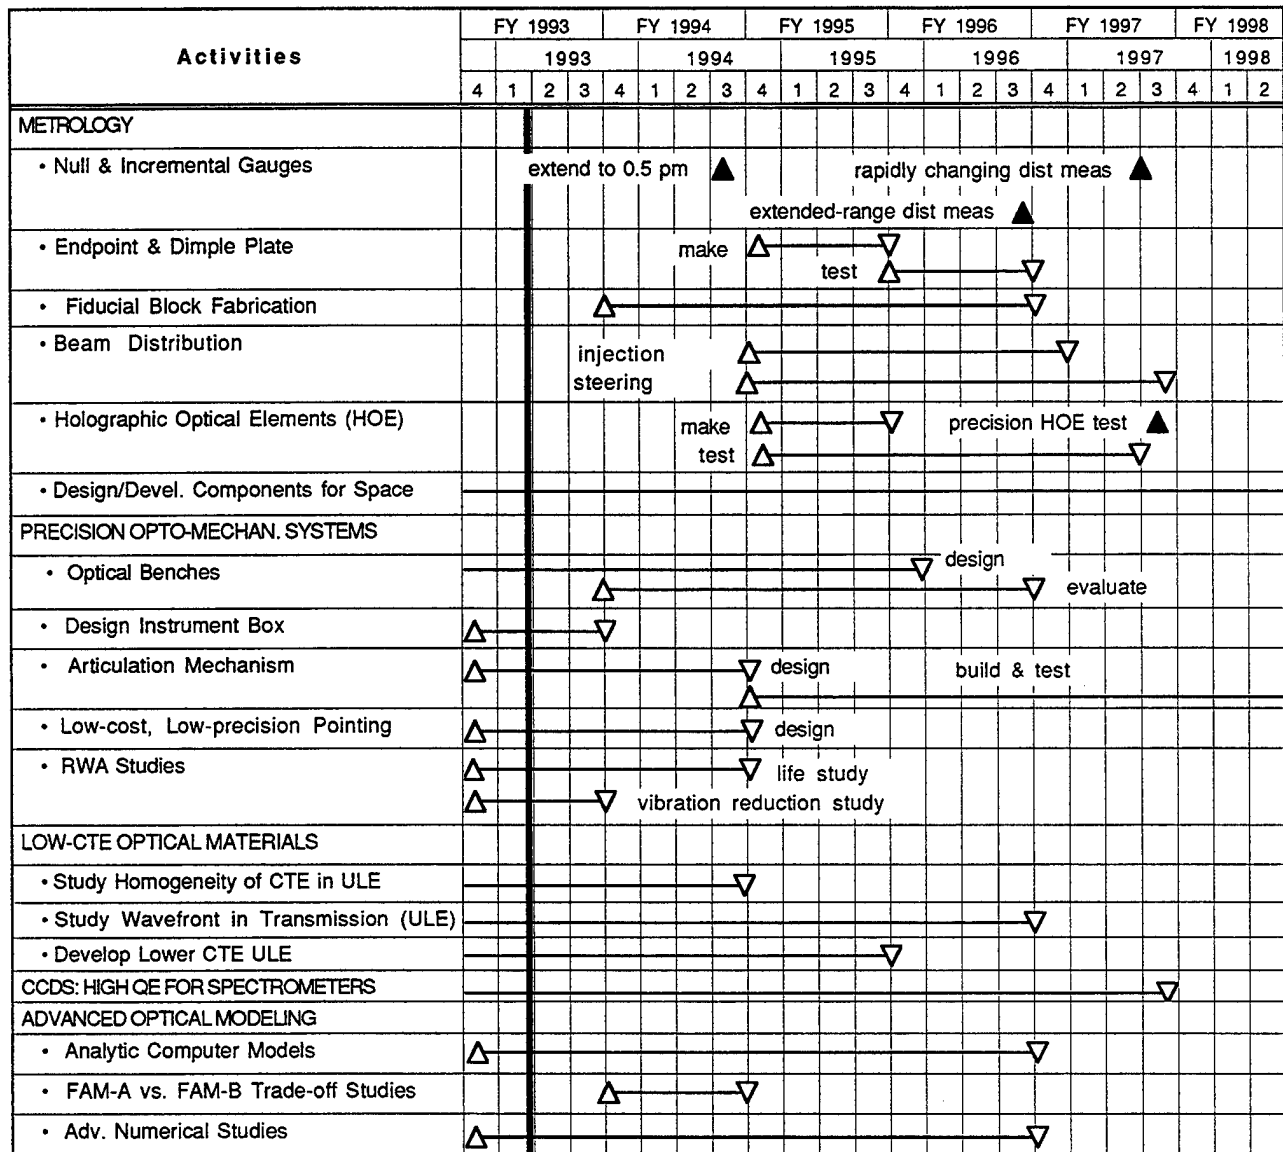 FY 1993 FY 1994 FY 1995 FY 1996 FY 1997 FY 1998
Activities
1993 1994 1995 1996 1997 1998
4 1 2 3 4 1 2 3 4 1 2 3 4 1 2 3 4 1 2 3 4 1 2
METROLOGY
• Null & Incremental Gauges extend to 0.5 pm rapidly changing dist meas
extended-range dist meas
• Endpoint & Dimple Plate make
test
• Fiducial Block Fabrication
• Beam Distribution
injection
steering
• Holographic Optical Elements (HOE) make precision HOE test
test
• Design/Devel. Components for Space
PRECISION OPTO-MECHAN. SYSTEMS
• Optical Benches design
evaluate
• Design Instrument Box
• Articulation Mechanism design build & test
• Low-cost, Low-precision Pointing design
• RWA Studies life study
vibration reduction study
LOW-CTE OPTICAL MATERIALS
• Study Homogeneity of CTE in ULE
• Study Wavefront in Transmission (ULE)
• Develop Lower CTE ULE
CCDS: HIGH QE FOR SPECTROMETERS
ADVANCED OPTICAL MODELING
• Analytic Computer Models
• FAM-A vs. FAM-B Trade-off Studies
• Adv. Numerical Studies